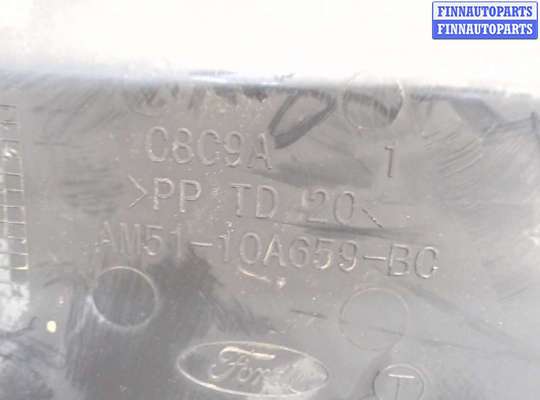 FINNAUTOPARTS
FINNAUTOPARTS
C8C9A 1
>PP TD 20<
AM51-10A659-BC
Ford
T